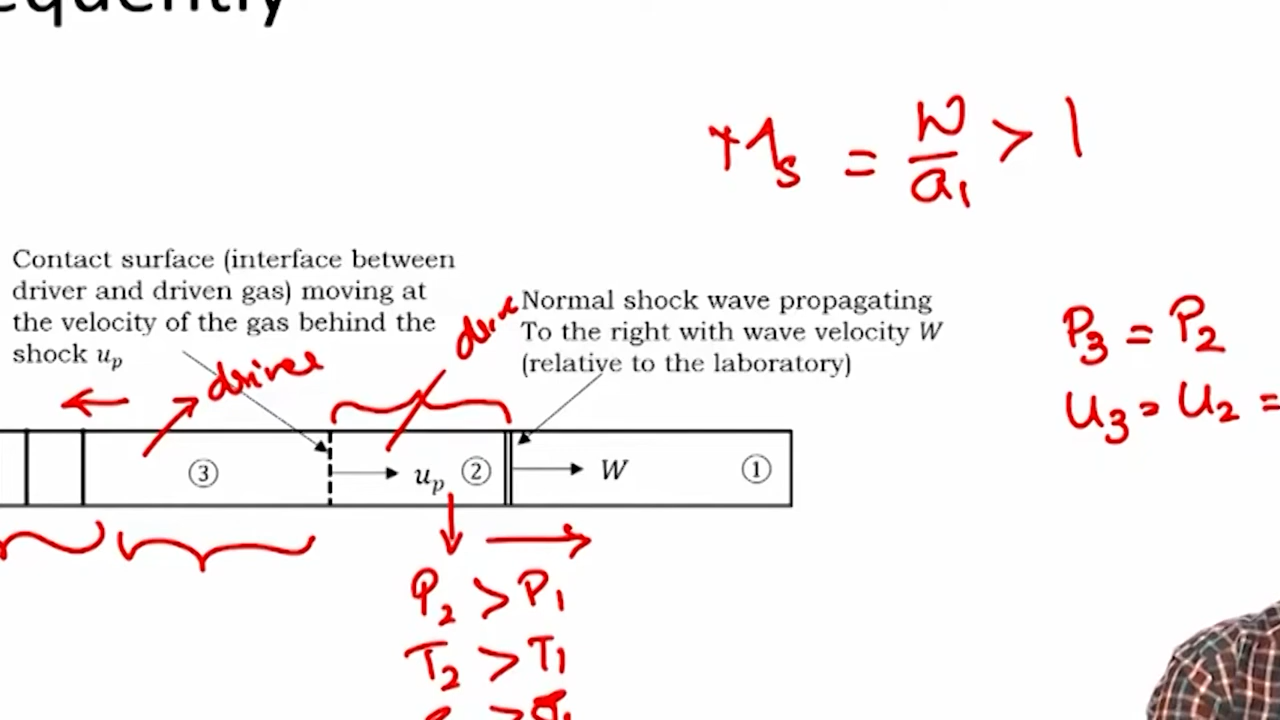 equently
M_s = W/a_1 > 1
Contact surface (interface between
driver and driven gas) moving at
the velocity of the gas behind the
shock u_p
Normal shock wave propagating
To the right with wave velocity W
(relative to the laboratory)
P_3 = P_2
u_3 = u_2 =
③
u_p ②
W
①
P_2 > P_1
T_2 > T_1